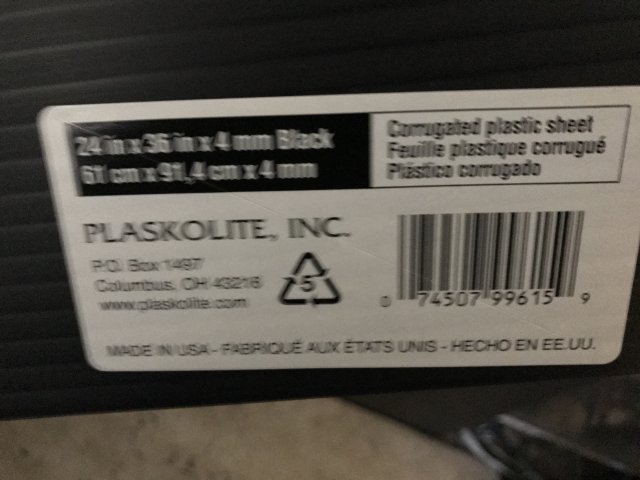 24 in x 36 in x 4 mm Black
61 cm x 91,4 cm x 4 mm
Corrugated plastic sheet
Feuille plastique corrugué
Plástico corrugado
PLASKOLITE, INC.
P.O. Box 1497
Columbus, OH 43216
www.plaskolite.com
5
0 74507 99615 9
MADE IN USA - FABRIQUÉ AUX ÉTATS UNIS - HECHO EN EE.UU.